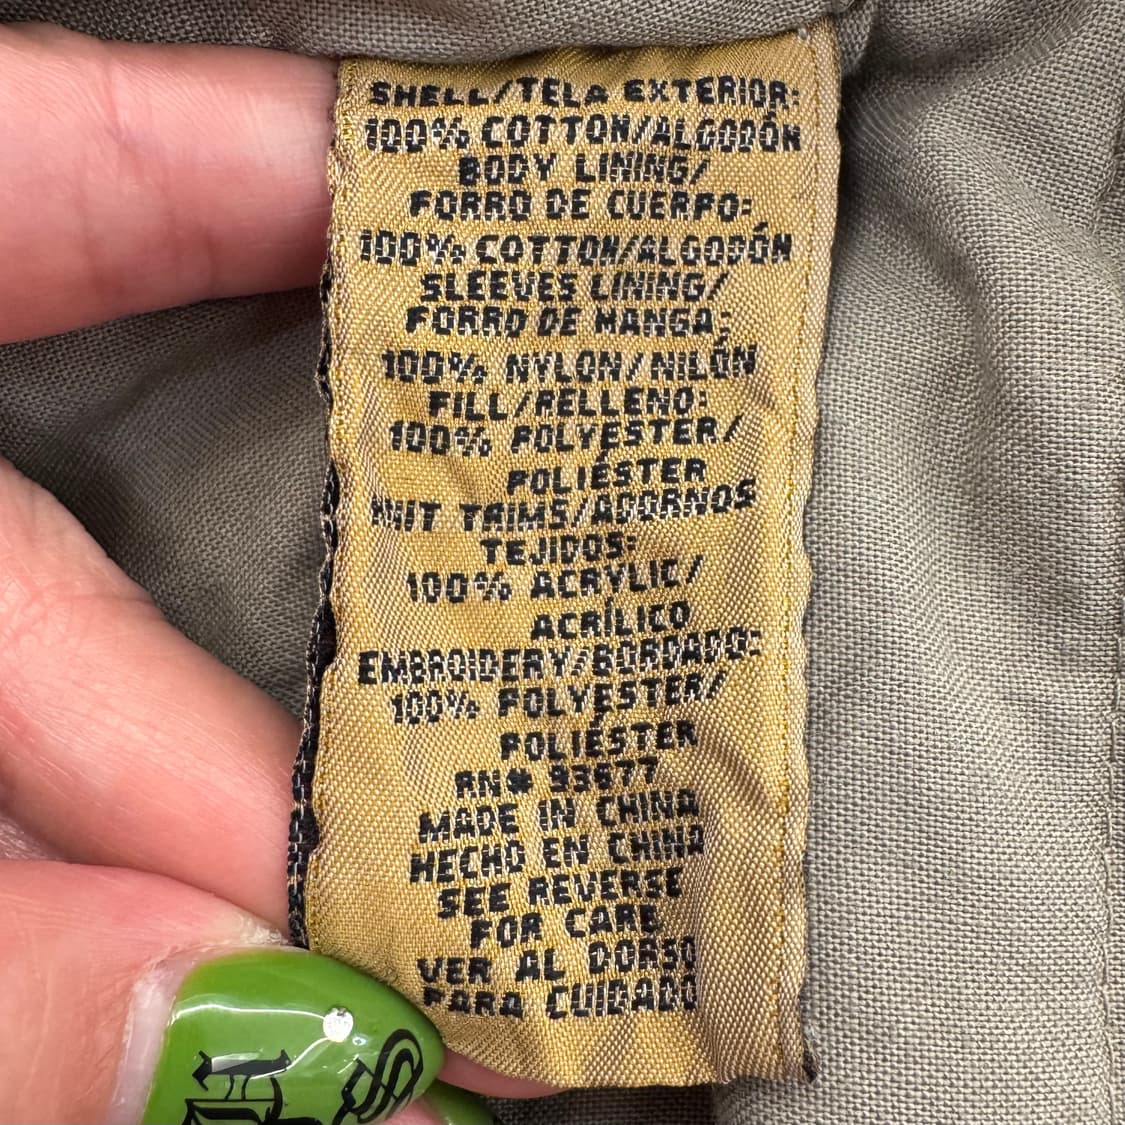 SHELL/TELA EXTERIOR:
100% COTTON/ALGODÓN
BODY LINING/
FORRO DE CUERPO:
100% COTTON/ALGODÓN
SLEEVES LINING/
FORRO DE MANGA:
100% NYLON/NILÓN
FILL/RELLENO:
100% POLYESTER/
POLIÉSTER
KNIT TRIMS/ADORNOS
TEJIDOS:
100% ACRYLIC/
ACRÍLICO
EMBROIDERY/BORDADO:
100% POLYESTER/
POLIÉSTER
RN# 93677
MADE IN CHINA
HECHO EN CHINA
SEE REVERSE
FOR CARE
VER AL DORSO
PARA CUIDADO